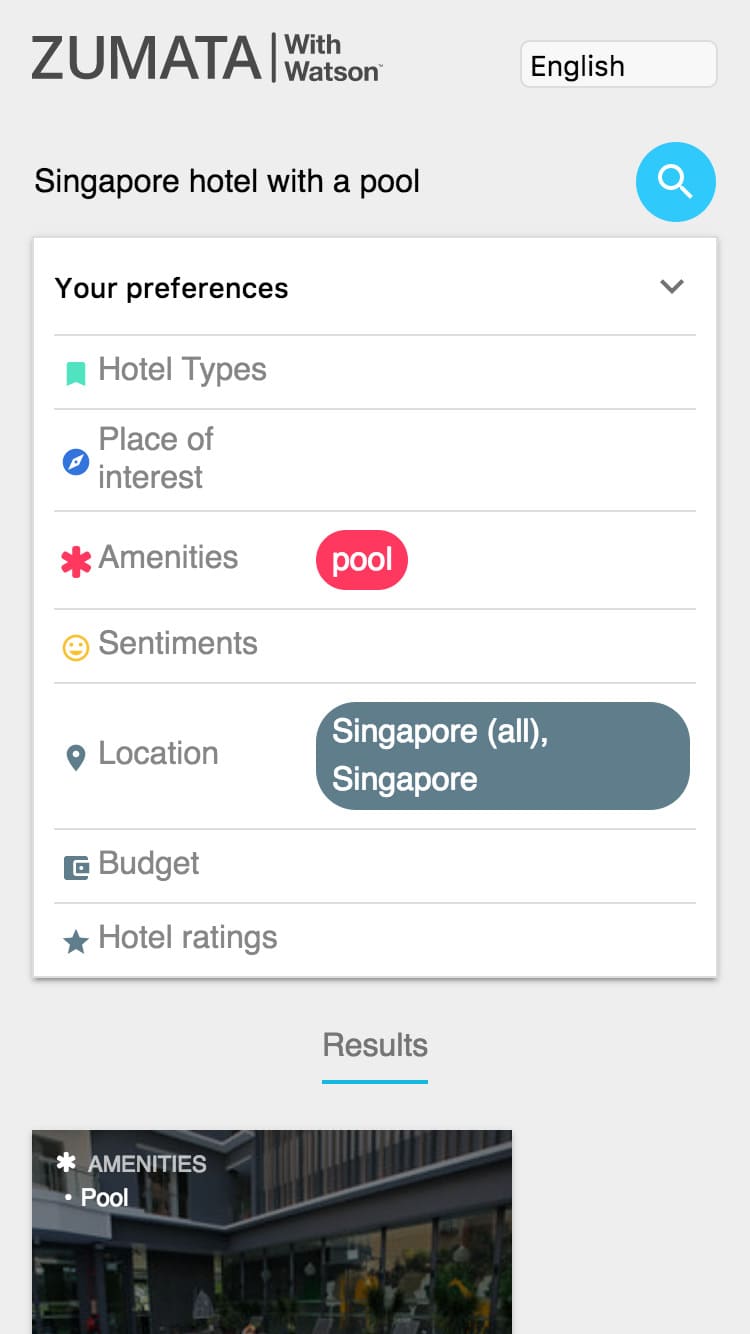 ZUMATA | With
Watson™
English
Singapore hotel with a pool
Your preferences
Hotel Types
Place of
interest
Amenities
pool
Sentiments
Location
Singapore (all),
Singapore
Budget
Hotel ratings
Results
AMENITIES
• Pool